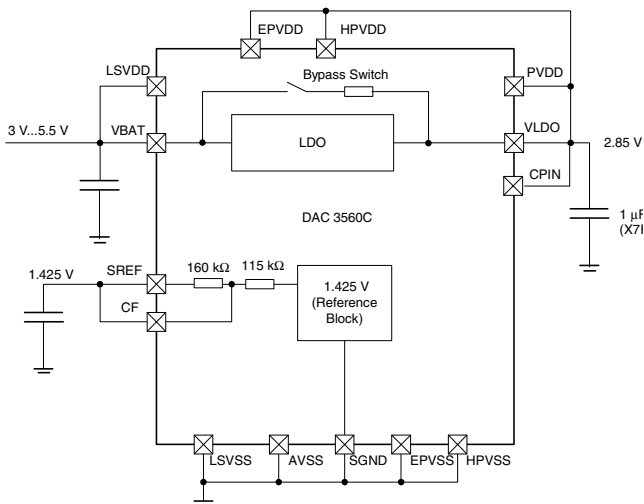 EPVDD
HPVDD
LSVDD
Bypass Switch
PVDD
3 V...5.5 V
VBAT
LDO
VLDO
2.85 V
CPIN
DAC 3560C
1 µF
SREF
160 kΩ
115 kΩ
1.425 V
1.425 V
(Reference
Block)
CF
LSVSS
AVSS
SGND
EPVSS
HPVSS